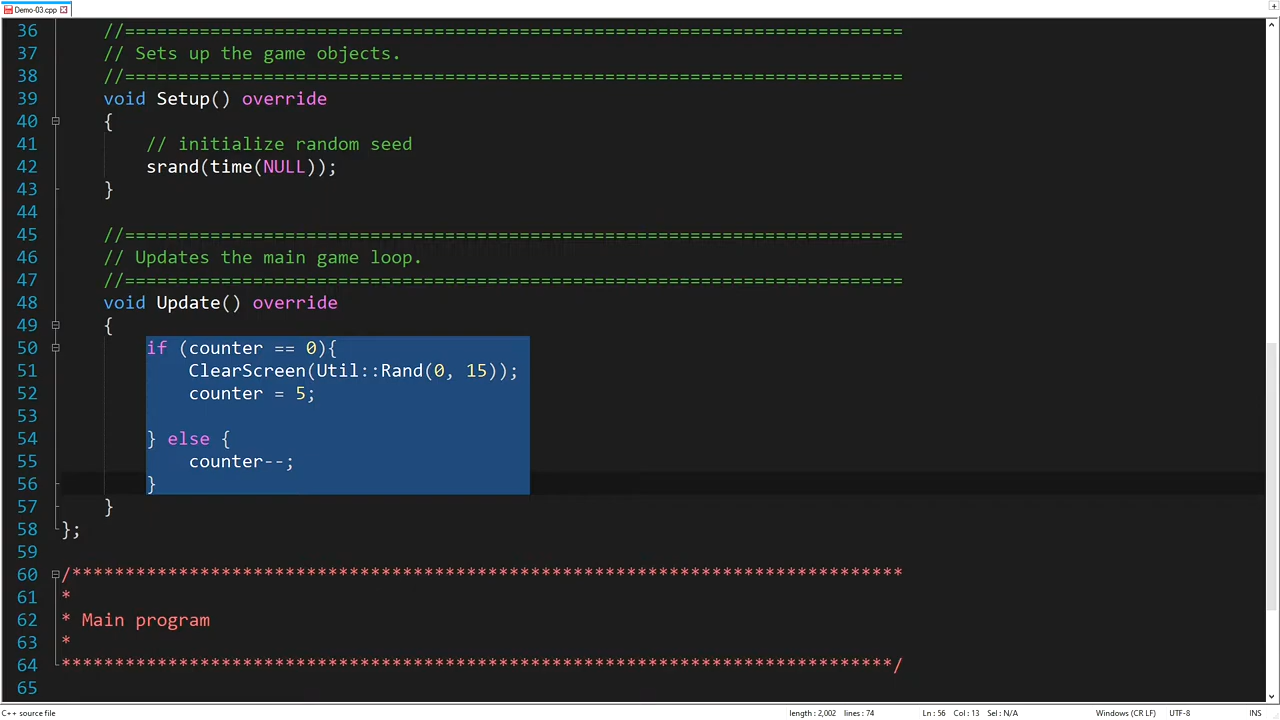 Demo-03.cpp
36 //=========================================================================
37 // Sets up the game objects.
38 //=========================================================================
39 void Setup() override
40 {
41 // initialize random seed
42 srand(time(NULL));
43 }
44
45 //=========================================================================
46 // Updates the main game loop.
47 //=========================================================================
48 void Update() override
49 {
50 if (counter == 0){
51 ClearScreen(Util::Rand(0, 15));
52 counter = 5;
53
54 } else {
55 counter--;
56 }
57 }
58 };
59
60 /******************************************************************************
61 *
62 * Main program
63 *
64 ******************************************************************************/
65
C++ source file length : 2,002 lines : 74 Ln : 56 Col : 13 Sel : N/A Windows (CR LF) UTF-8 INS